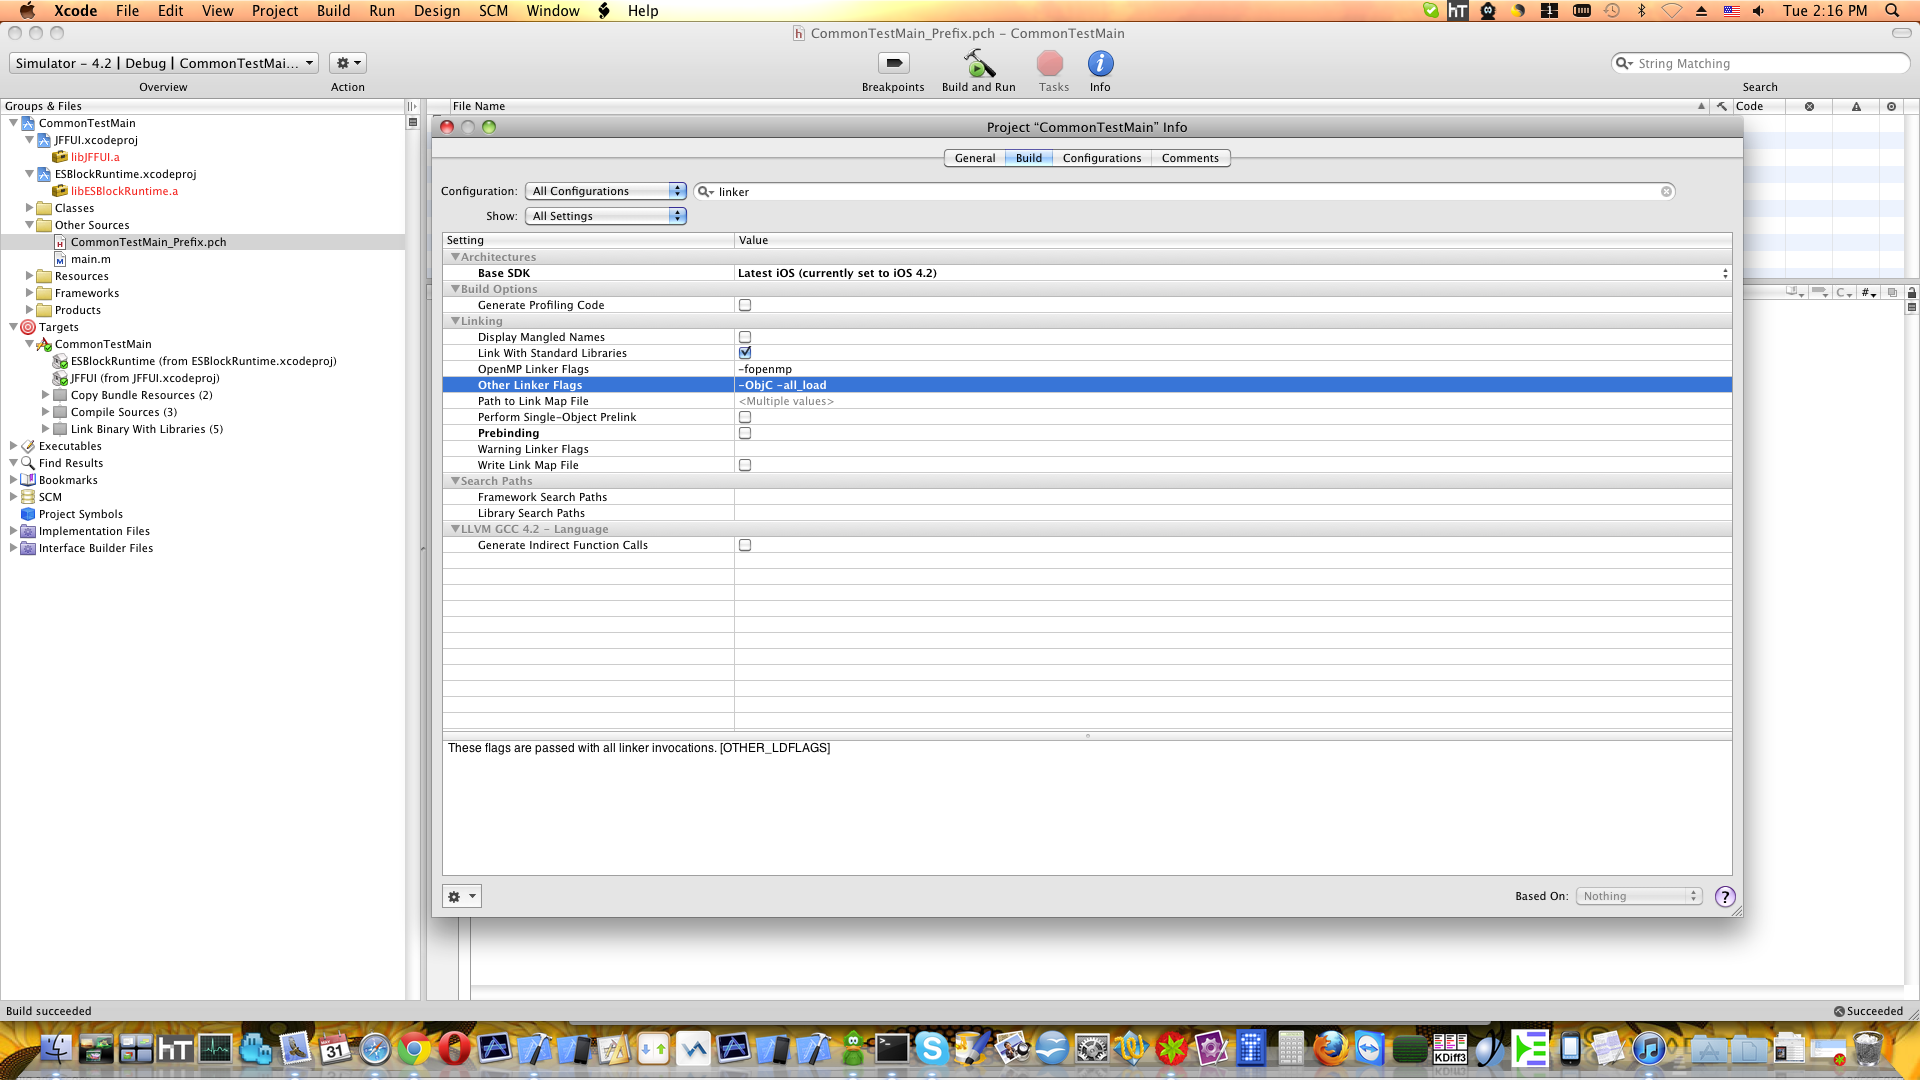 Xcode File Edit View Project Build Run Design SCM Window Help
hT
1
Tue 2:16 PM
CommonTestMain_Prefix.pch – CommonTestMain
Simulator – 4.2 | Debug | CommonTestMai...
String Matching
Overview Action Breakpoints Build and Run Tasks Info Search
Groups & Files
File Name Code
CommonTestMain
JFFUI.xcodeproj
libJFFUI.a
ESBlockRuntime.xcodeproj
libESBlockRuntime.a
Classes
Other Sources
CommonTestMain_Prefix.pch
main.m
Resources
Frameworks
Products
Targets
CommonTestMain
ESBlockRuntime (from ESBlockRuntime.xcodeproj)
JFFUI (from JFFUI.xcodeproj)
Copy Bundle Resources (2)
Compile Sources (3)
Link Binary With Libraries (5)
Executables
Find Results
Bookmarks
SCM
Project Symbols
Implementation Files
Interface Builder Files
Project “CommonTestMain” Info
General Build Configurations Comments
Configuration: All Configurations linker
Show: All Settings
Setting Value
Architectures
Base SDK Latest iOS (currently set to iOS 4.2)
Build Options
Generate Profiling Code
Linking
Display Mangled Names
Link With Standard Libraries
OpenMP Linker Flags -fopenmp
Other Linker Flags -ObjC -all_load
Path to Link Map File <Multiple values>
Perform Single-Object Prelink
Prebinding
Warning Linker Flags
Write Link Map File
Search Paths
Framework Search Paths
Library Search Paths
LLVM GCC 4.2 – Language
Generate Indirect Function Calls
These flags are passed with all linker invocations. [OTHER_LDFLAGS]
Based On: Nothing ?
C #
Build succeeded
Succeeded
hT
31
KDiff3